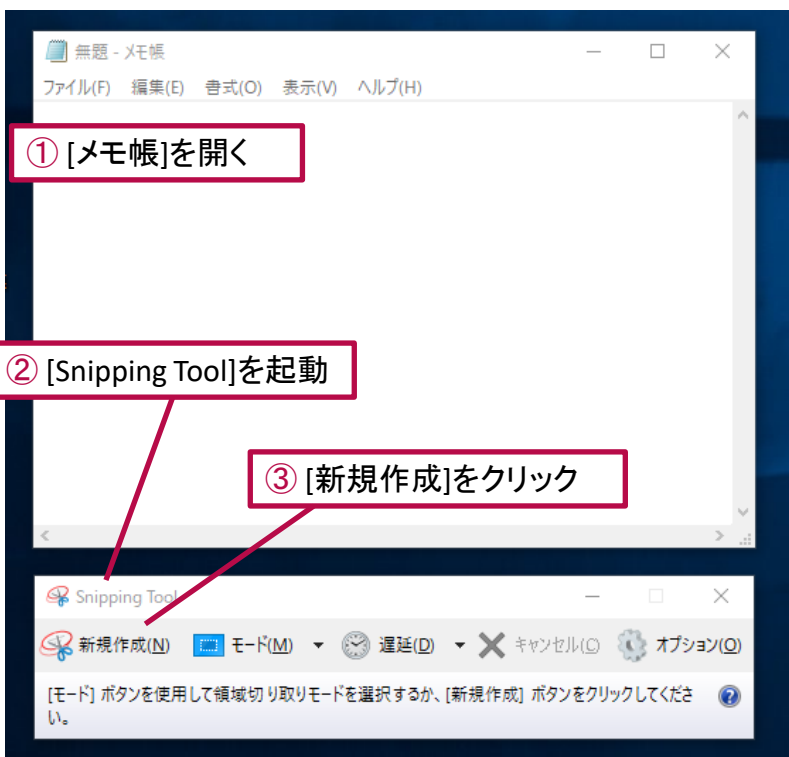 無題 - メモ帳
ファイル(F) 編集(E) 書式(O) 表示(V) ヘルプ(H)
① [メモ帳]を開く
② [Snipping Tool]を起動
③ [新規作成]をクリック
Snipping Tool
新規作成(N) モード(M) 遅延(D) キャンセル(C) オプション(O)
[モード] ボタンを使用して領域切り取りモードを選択するか、[新規作成] ボタンをクリックしてくださ
い。